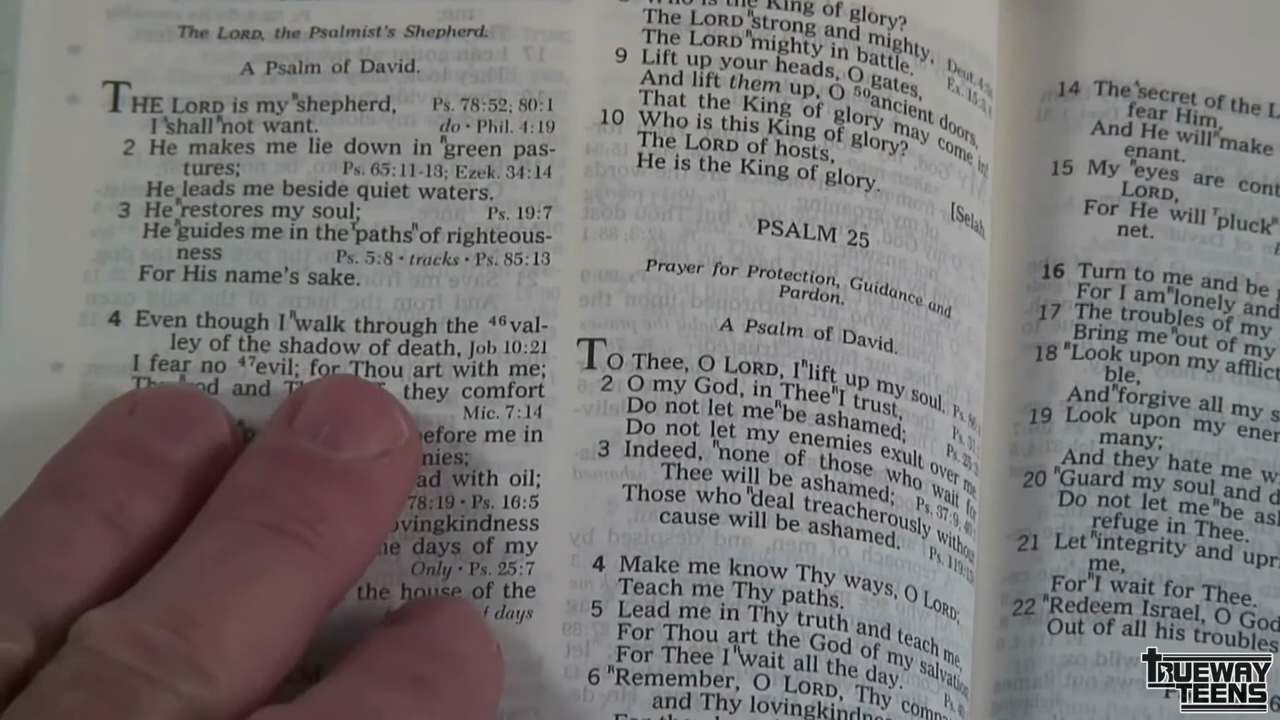 The LORD, the Psalmist's Shepherd.
A Psalm of David.
THE LORD is my "shepherd, Ps. 78:52; 80:1
I "shall "not want. do · Phil. 4:19
2 He makes me lie down in "green pas-
tures; Ps. 65:11-13; Ezek. 34:14
He leads me beside quiet waters.
3 He "restores my soul; Ps. 19:7
He "guides me in the 'paths "of righteous-
ness Ps. 5:8 · tracks · Ps. 85:13
For His name's sake.
4 Even though I "walk through the 46 val-
ley of the shadow of death, Job 10:21
I fear no 47 evil; for Thou art with me;
and they comfort
Mic. 7:14
before me in
with oil;
78:19 · Ps. 16:5
days of my
Only · Ps. 25:7
the house of the
days
King of glory?
The LORD "strong and mighty,
The LORD "mighty in battle.
9 Lift up your heads, O gates,
And lift them up, O 50 ancient doors,
That the King of glory may come in!
10 Who is this King of glory?
The LORD of hosts,
He is the King of glory.
[Selah
PSALM 25
Prayer for Protection, Guidance and
Pardon.
A Psalm of David.
TO Thee, O LORD, I "lift up my soul.
2 O my God, in Thee "I trust,
Do not let me "be ashamed;
Do not let my enemies exult over me
3 Indeed, "none of those who wait for
Thee will be ashamed; Ps. 37:9;
Those who "deal treacherously without
cause will be ashamed.
4 Make me know Thy ways, O LORD;
Teach me Thy paths.
5 Lead me in Thy truth and teach me,
For Thou art the God of my salvation
For Thee I "wait all the day.
6 "Remember, O LORD, Thy
and Thy
14 The 'secret of the
fear Him,
And He will "make
enant.
15 My "eyes are
LORD,
For He will 'pluck "
net.
16 Turn to me and be
For I am "lonely and
17 The troubles of my
Bring me "out of my
18 "Look upon my
ble,
And "forgive all my
19 Look upon my
many;
And they hate me
20 "Guard my soul and
Do not let me "be
refuge in Thee.
21 Let "integrity and
me,
For "I wait for Thee.
22 "Redeem Israel, O God
Out of all his troubles
TRUEWAY
TEENS